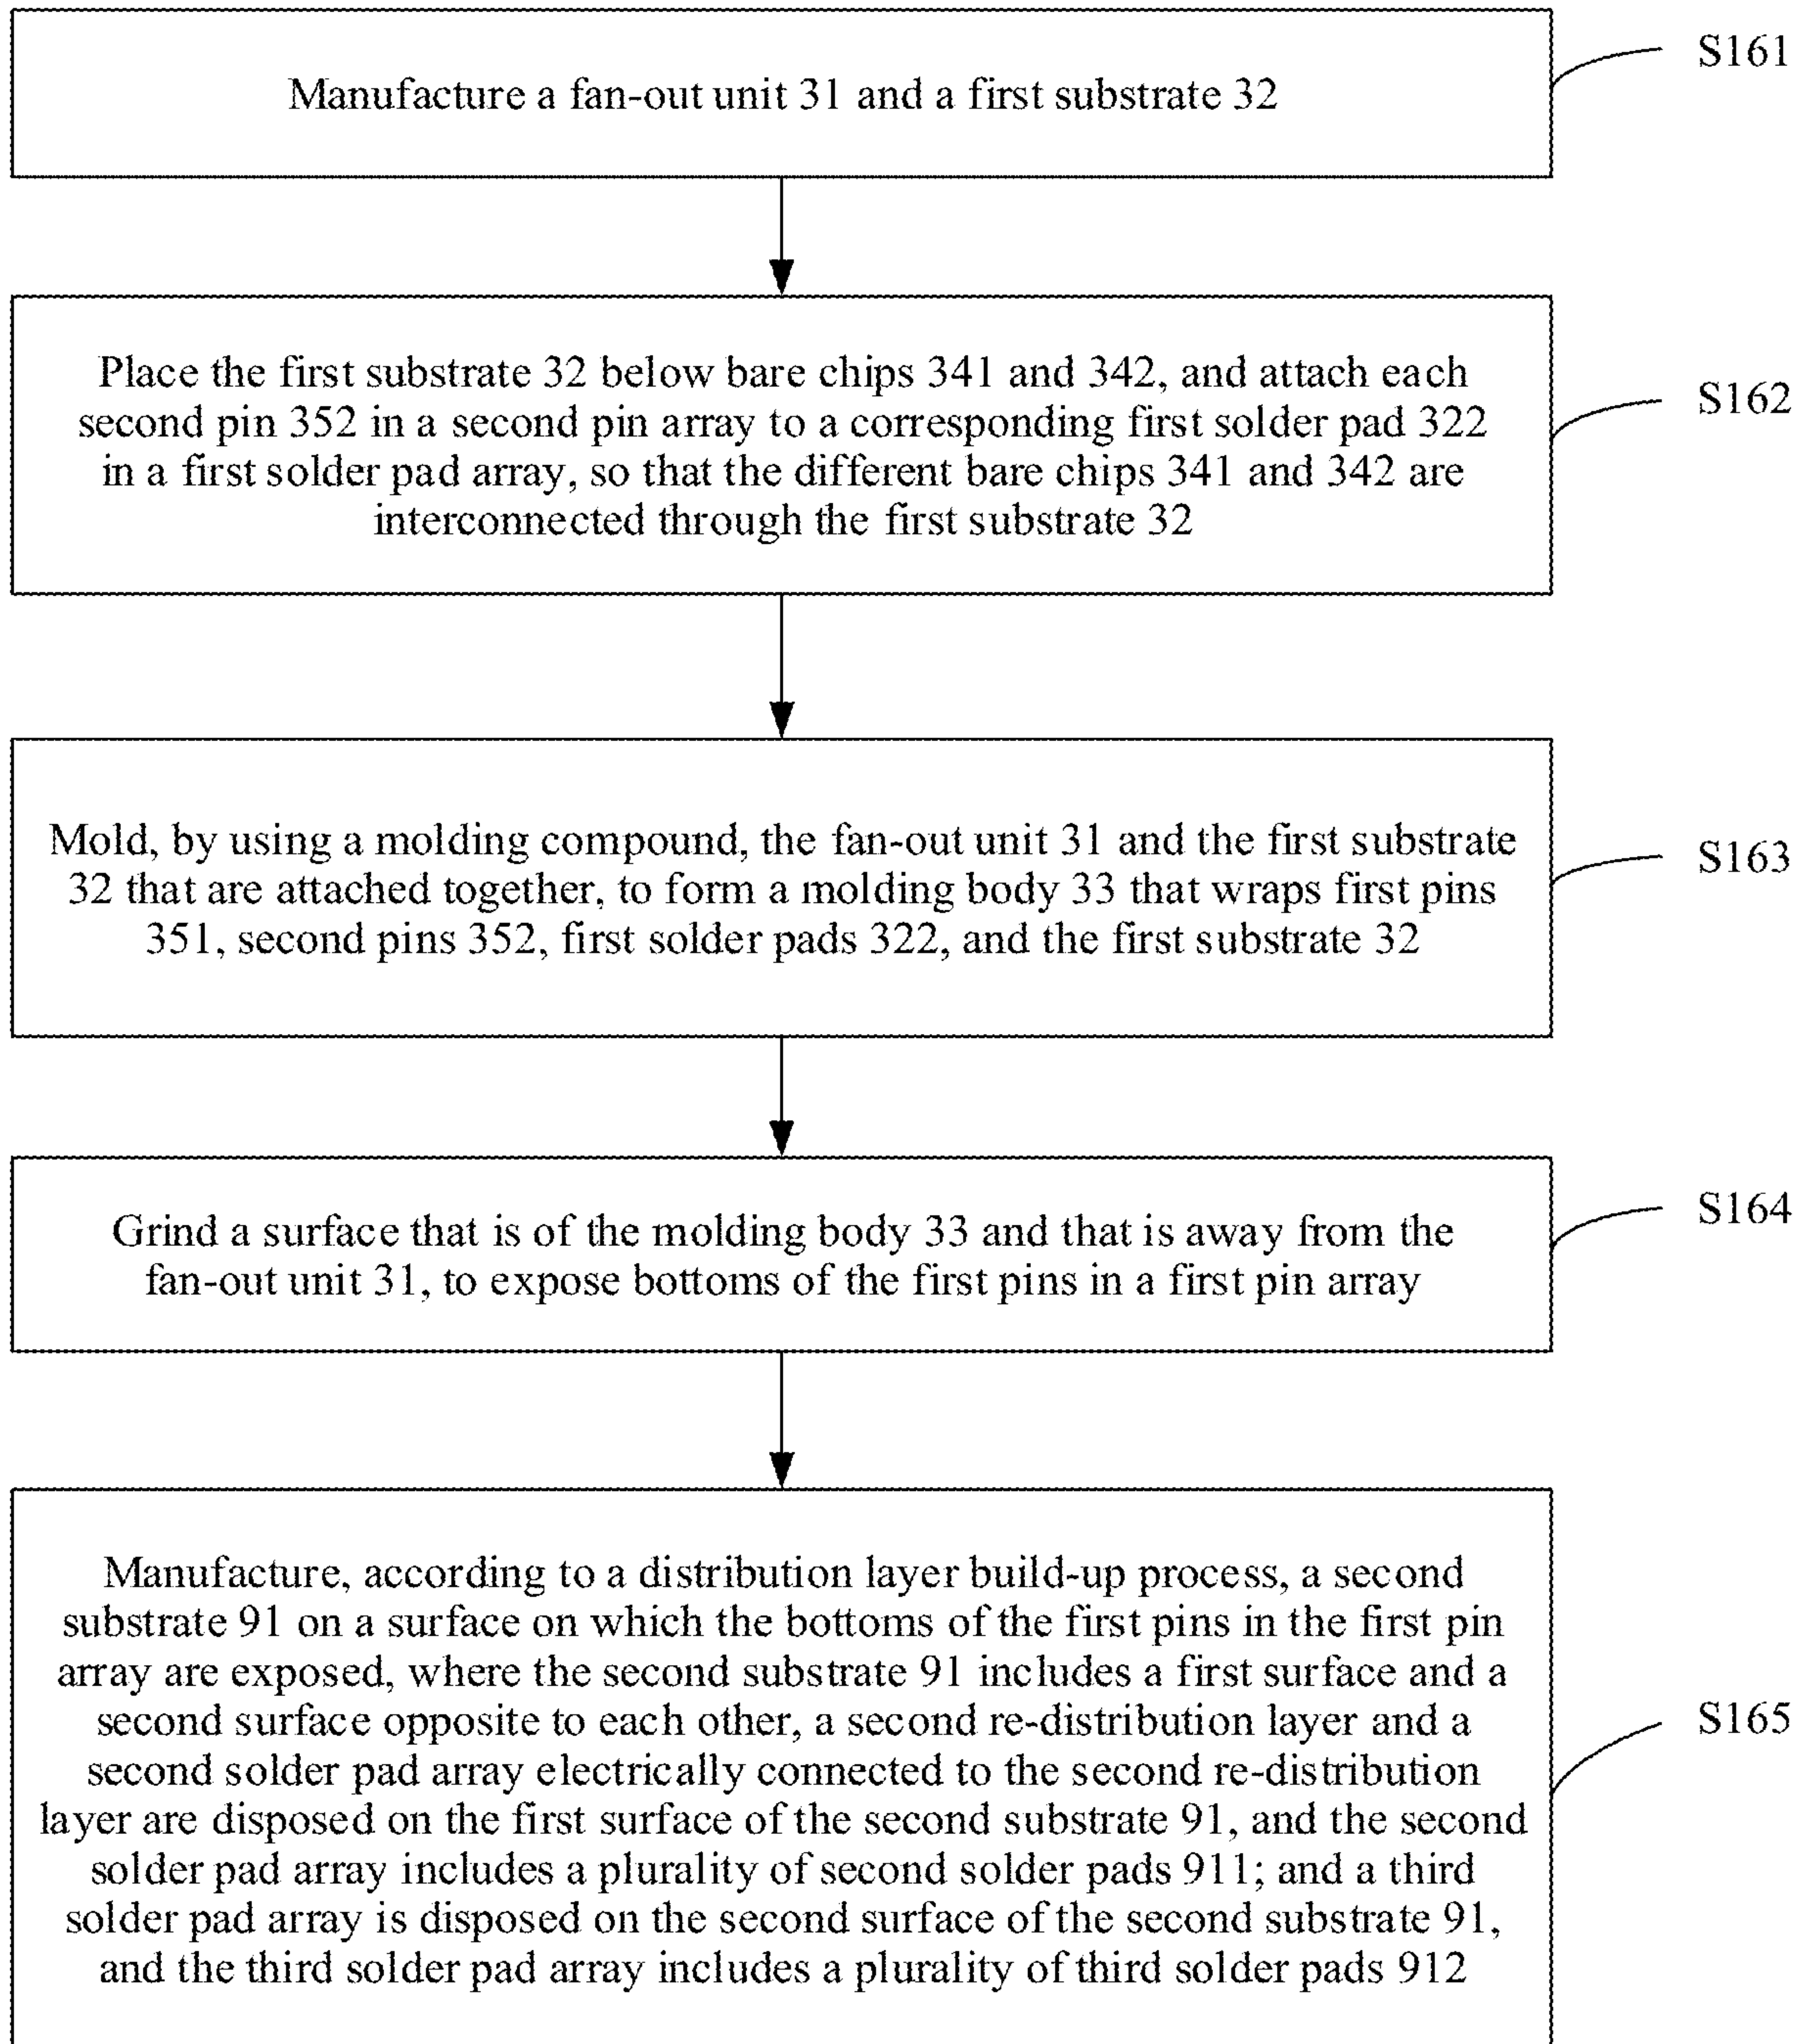 Manufacture a fan-out unit 31 and a first substrate 32
S161
Place the first substrate 32 below bare chips 341 and 342, and attach each
second pin 352 in a second pin array to a corresponding first solder pad 322
in a first solder pad array, so that the different bare chips 341 and 342 are
interconnected through the first substrate 32
S162
Mold, by using a molding compound, the fan-out unit 31 and the first substrate
32 that are attached together, to form a molding body 33 that wraps first pins
351, second pins 352, first solder pads 322, and the first substrate 32
S163
Grind a surface that is of the molding body 33 and that is away from the
fan-out unit 31, to expose bottoms of the first pins in a first pin array
S164
Manufacture, according to a distribution layer build-up process, a second
substrate 91 on a surface on which the bottoms of the first pins in the first pin
array are exposed, where the second substrate 91 includes a first surface and a
second surface opposite to each other, a second re-distribution layer and a
second solder pad array electrically connected to the second re-distribution
layer are disposed on the first surface of the second substrate 91, and the second
solder pad array includes a plurality of second solder pads 911; and a third
solder pad array is disposed on the second surface of the second substrate 91,
and the third solder pad array includes a plurality of third solder pads 912
S165